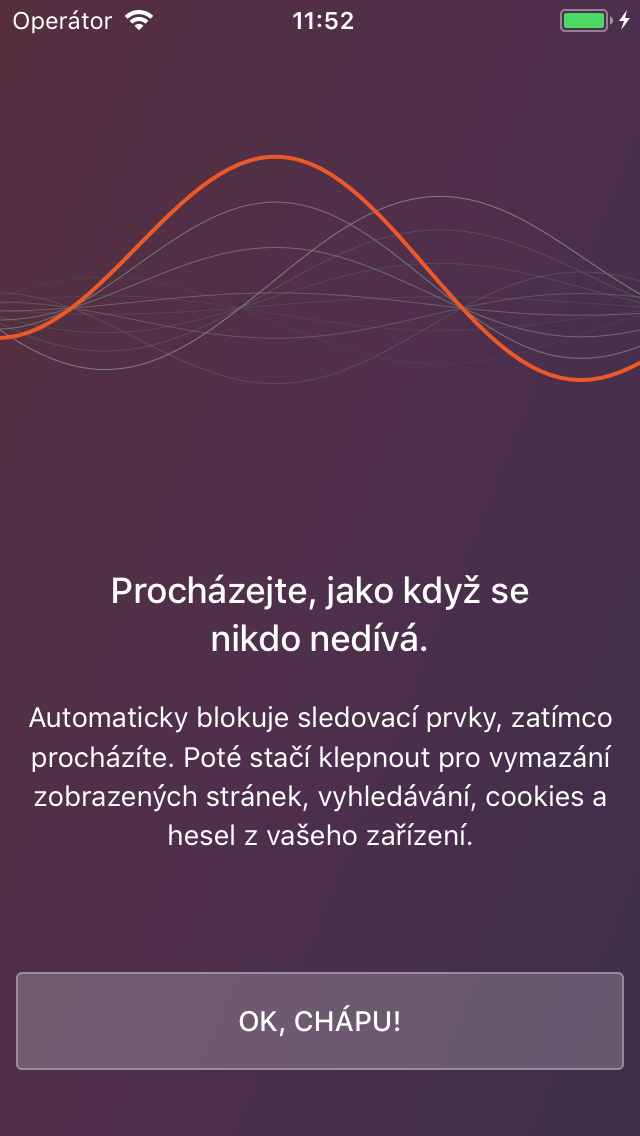 Operátor 11:52
Procházejte, jako když se
nikdo nedívá.
Automaticky blokuje sledovací prvky, zatímco
procházíte. Poté stačí klepnout pro vymazání
zobrazených stránek, vyhledávání, cookies a
hesel z vašeho zařízení.
OK, CHÁPU!